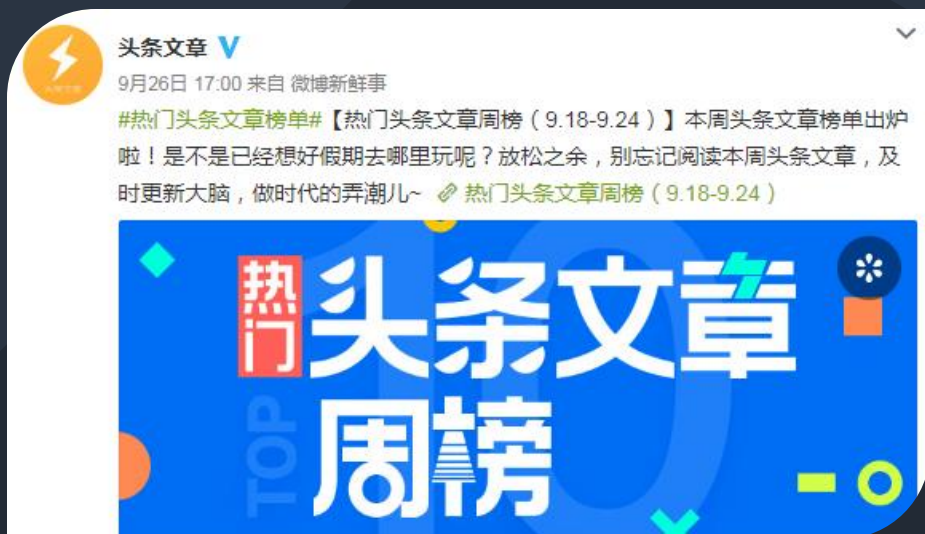 头条文章
9月26日 17:00 来自 微博新鲜事
#热门头条文章榜单#【热门头条文章周榜（9.18-9.24）】本周头条文章榜单出炉
啦！是不是已经想好假期去哪里玩呢？放松之余，别忘记阅读本周头条文章，及
时更新大脑，做时代的弄潮儿~ 热门头条文章周榜（9.18-9.24）
热门头条文章
TOP 10
周榜